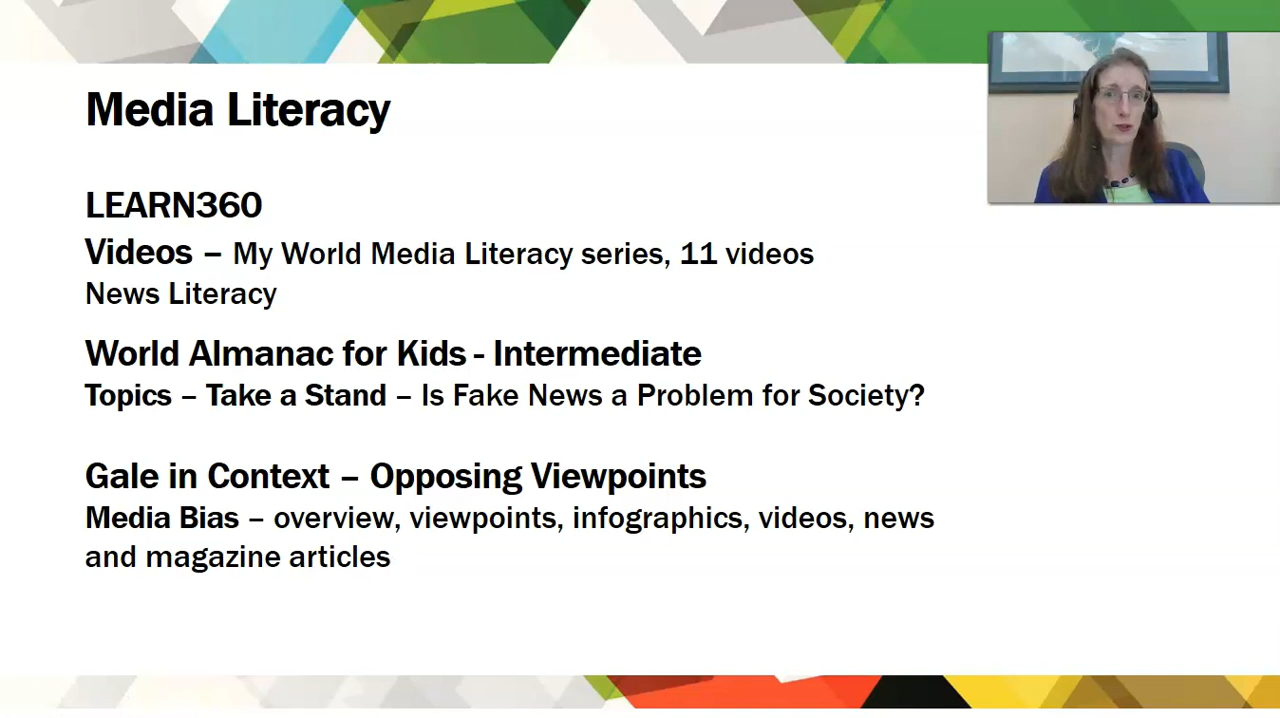 Media Literacy
LEARN360
Videos – My World Media Literacy series, 11 videos
News Literacy
World Almanac for Kids - Intermediate
Topics – Take a Stand – Is Fake News a Problem for Society?
Gale in Context – Opposing Viewpoints
Media Bias – overview, viewpoints, infographics, videos, news
and magazine articles